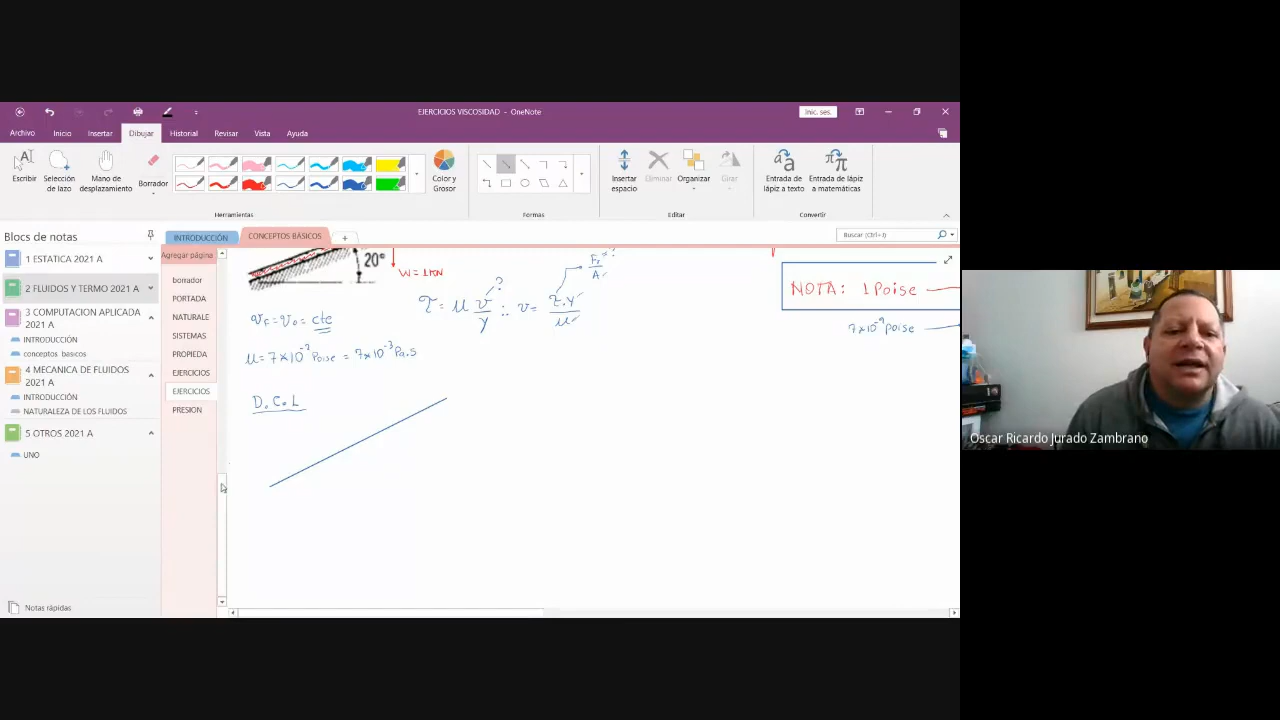 EJERCICIOS VISCOSIDAD - OneNote
Inic. ses.
Archivo Inicio Insertar Dibujar Historial Revisar Vista Ayuda
Escribir
Selección de lazo
Mano de desplazamiento
Borrador
Color y Grosor
Insertar espacio
Eliminar
Organizar
Girar
Entrada de lápiz a texto
Entrada de lápiz a matemáticas
Herramientas Formas Editar Convertir
Blocs de notas
INTRODUCCIÓN CONCEPTOS BÁSICOS +
Buscar (Ctrl+J)
1 ESTATICA 2021 A
2 FLUIDOS Y TERMO 2021 A
3 COMPUTACION APLICADA 2021 A
INTRODUCCIÓN
conceptos basicos
4 MECANICA DE FLUIDOS 2021 A
INTRODUCCIÓN
NATURALEZA DE LOS FLUIDOS
5 OTROS 2021 A
UNO
Notas rápidas
Agregar página
borrador
PORTADA
NATURALE
SISTEMAS
PROPIEDA
EJERCICIOS
EJERCICIOS
PRESION
20°
W = 1 KN
τ = μ v/y ∴ v = τ·y/μ
?
Fr/A
?
vF = v0 = cte
μ = 7×10⁻² Poise = 7×10⁻³ Pa.s
D.C.L
NOTA: 1 Poise
Oscar Ricardo Jurado Zambrano